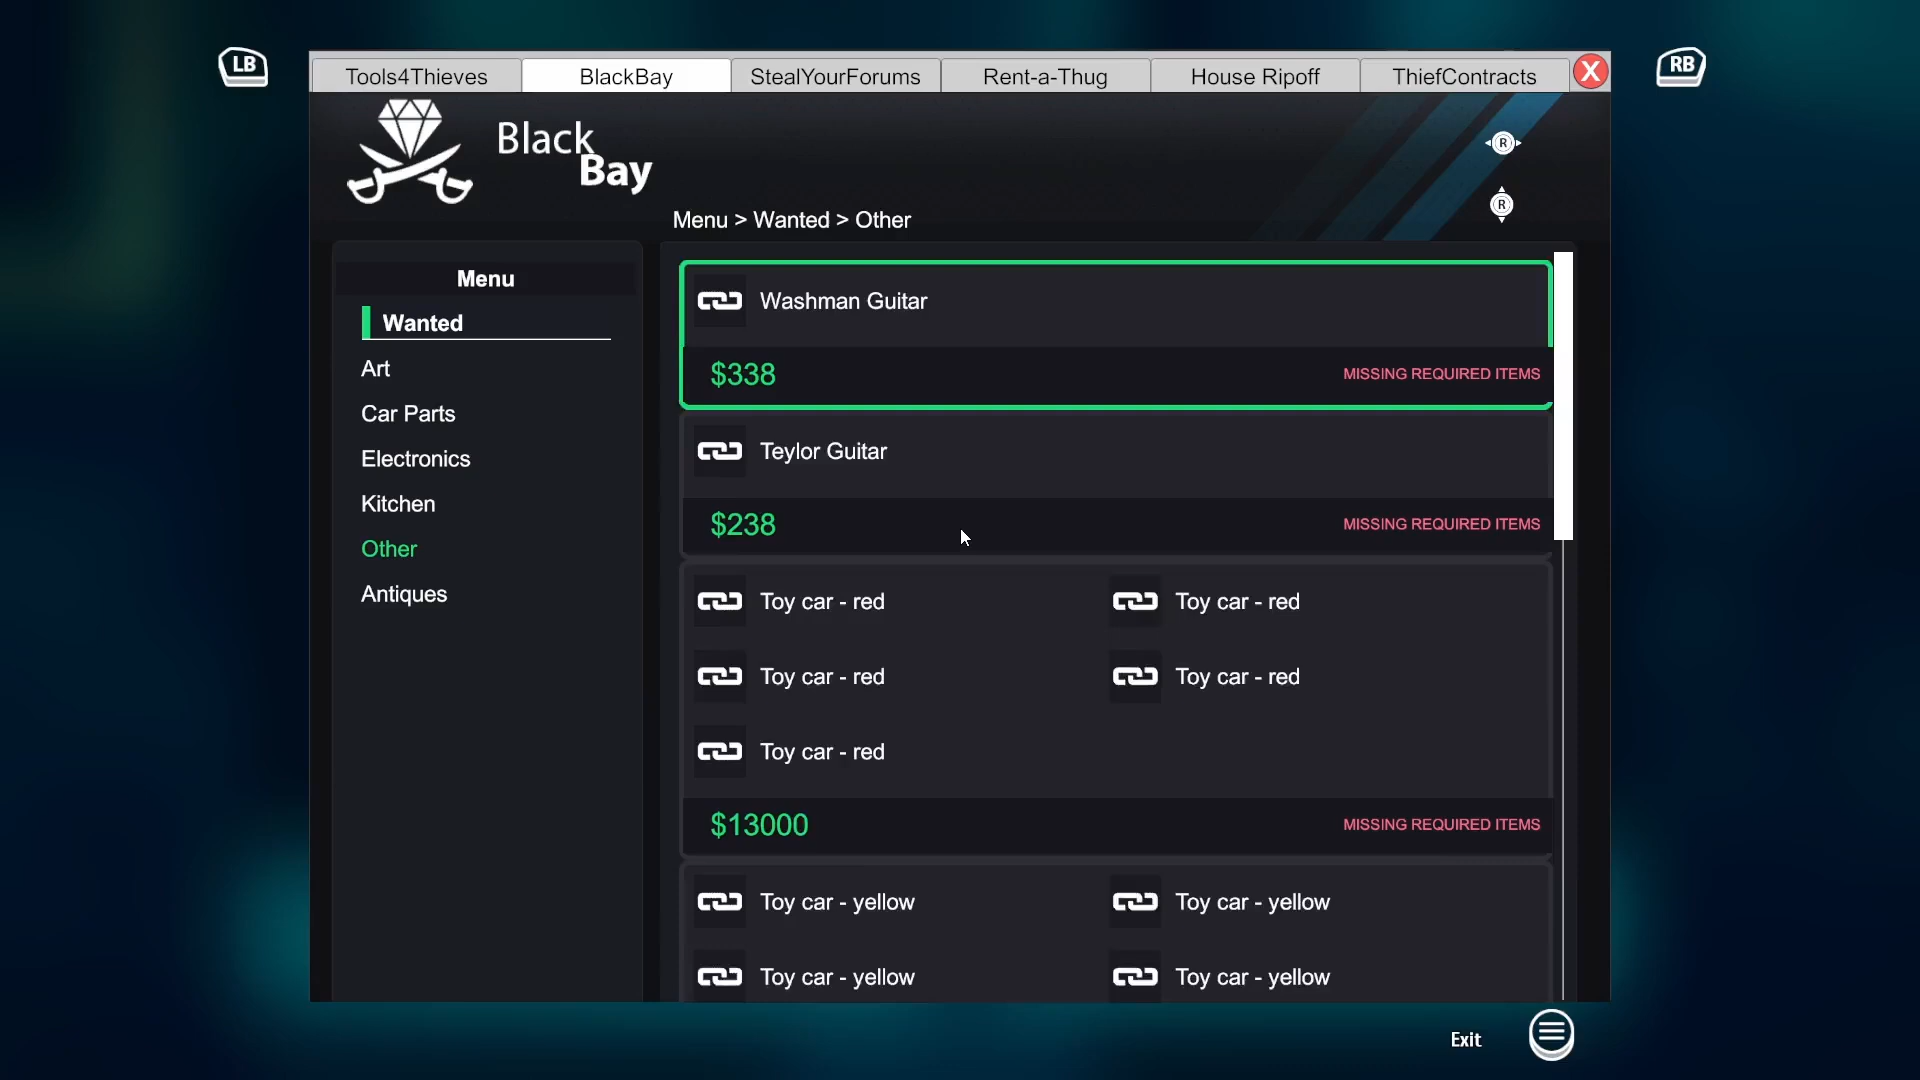 LB
RB
Tools4Thieves
BlackBay
StealYourForums
Rent-a-Thug
House Ripoff
ThiefContracts
X
Black
Bay
R
R
Menu > Wanted > Other
Menu
Wanted
Art
Car Parts
Electronics
Kitchen
Other
Antiques
Washman Guitar
$338 MISSING REQUIRED ITEMS
Teylor Guitar
$238 MISSING REQUIRED ITEMS
Toy car - red Toy car - red
Toy car - red Toy car - red
Toy car - red
$13000 MISSING REQUIRED ITEMS
Toy car - yellow Toy car - yellow
Toy car - yellow Toy car - yellow
Exit